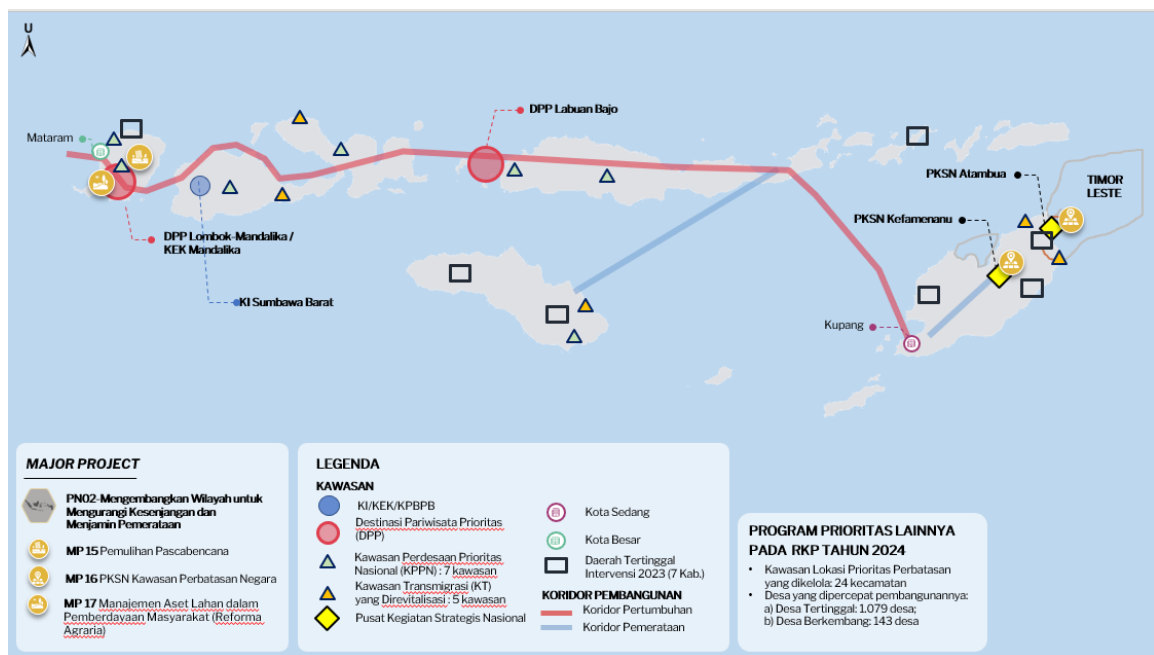 U
DPP Labuan Bajo
Mataram
PKSN Atambua
TIMOR
LESTE
PKSN Kefamenanu
DPP Lombok-Mandalika /
KEK Mandalika
KI Sumbawa Barat
Kupang
MAJOR PROJECT
PN02-Mengembangkan Wilayah untuk
Mengurangi Kesenjangan dan
Menjamin Pemerataan
MP 15 Pemulihan Pascabencana
MP 16 PKSN Kawasan Perbatasan Negara
MP 17 Manajemen Aset Lahan dalam
Pemberdayaan Masyarakat (Reforma
Agraria)
LEGENDA
KAWASAN
KI/KEK/KPBPB
Destinasi Pariwisata Prioritas
(DPP)
Kawasan Perdesaan Prioritas
Nasional (KPPN) : 7 kawasan
Kawasan Transmigrasi (KT)
yang Direvitalisasi : 5 kawasan
Pusat Kegiatan Strategis Nasional
Kota Sedang
Kota Besar
Daerah Tertinggal
Intervensi 2023 (7 Kab.)
KORIDOR PEMBANGUNAN
Koridor Pertumbuhan
Koridor Pemerataan
PROGRAM PRIORITAS LAINNYA
PADA RKP TAHUN 2024
• Kawasan Lokasi Prioritas Perbatasan
yang dikelola: 24 kecamatan
• Desa yang dipercepat pembangunannya:
a) Desa Tertinggal: 1.079 desa;
b) Desa Berkembang: 143 desa